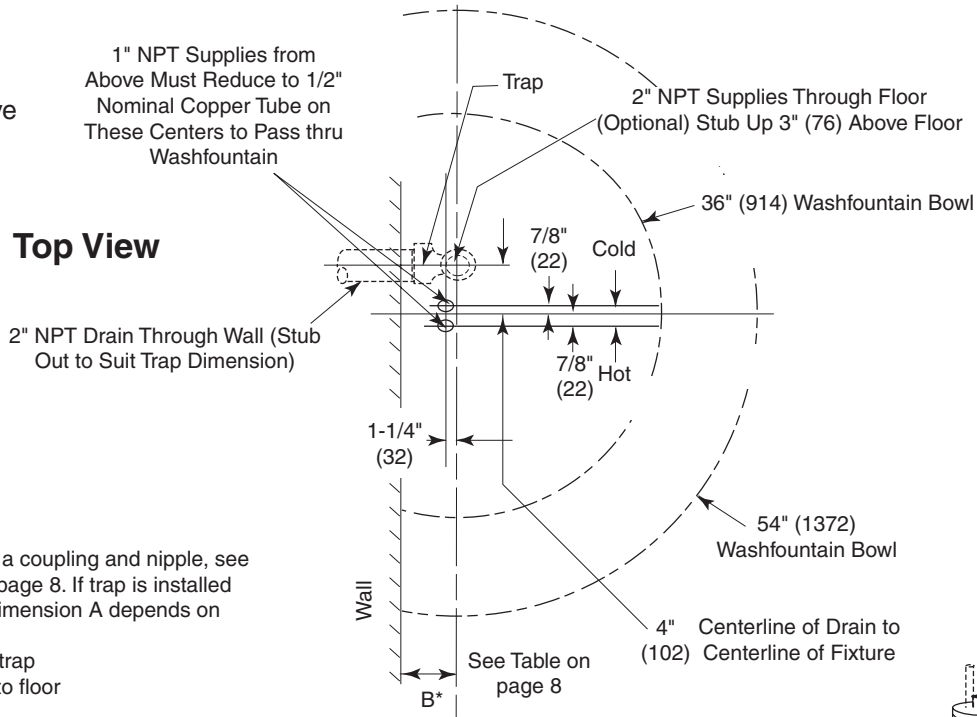 1" NPT Supplies from
Above Must Reduce to 1/2"
Nominal Copper Tube on
These Centers to Pass thru
Washfountain
Trap
2" NPT Supplies Through Floor
(Optional) Stub Up 3" (76) Above Floor
36" (914) Washfountain Bowl
Top View
7/8"
(22)
Cold
2" NPT Drain Through Wall (Stub
Out to Suit Trap Dimension)
7/8"
(22)
Hot
1-1/4"
(32)
54" (1372)
Washfountain Bowl
a coupling and nipple, see
page 8. If trap is installed
imension A depends on
trap
to floor
Wall
4"
(102)
Centerline of Drain to
Centerline of Fixture
See Table on
page 8
B*